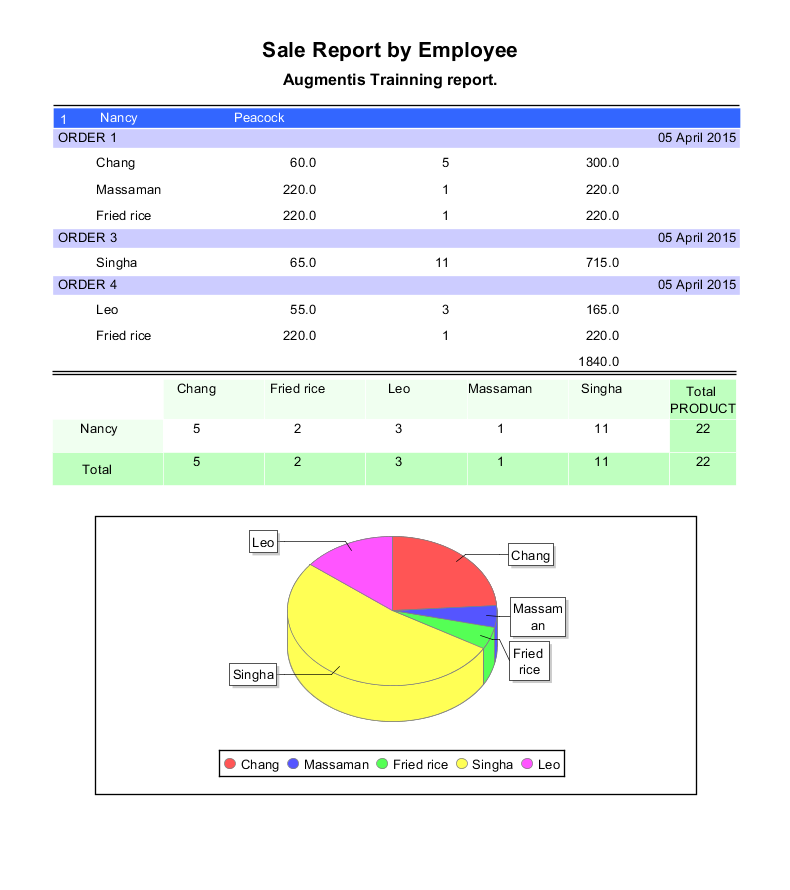 Sale Report by Employee
Augmentis Trainning report.
1 Nancy Peacock
ORDER 1 05 April 2015
Chang 60.0 5 300.0
Massaman 220.0 1 220.0
Fried rice 220.0 1 220.0
ORDER 3 05 April 2015
Singha 65.0 11 715.0
ORDER 4 05 April 2015
Leo 55.0 3 165.0
Fried rice 220.0 1 220.0
1840.0
Chang Fried rice Leo Massaman Singha Total
PRODUCT
Nancy 5 2 3 1 11 22
Total 5 2 3 1 11 22
Leo
Chang
Massam
an
Fried
rice
Singha
Chang Massaman Fried rice Singha Leo